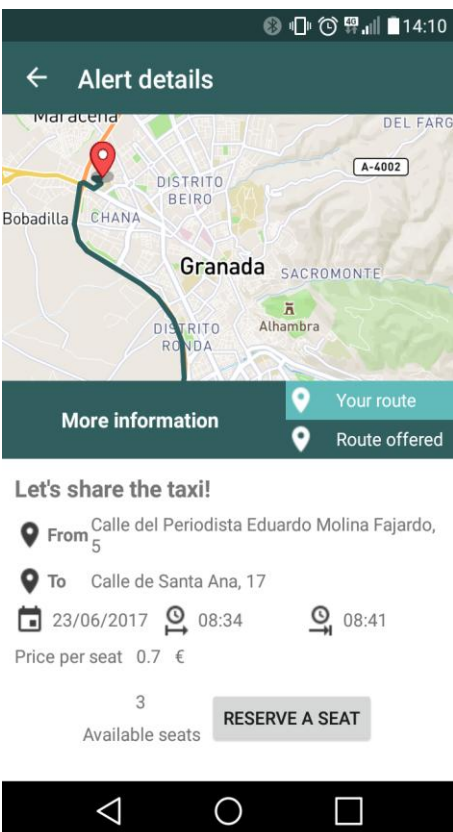 4G 14:10
Alert details
Maracena
DEL FARG
A-4002
DISTRITO
BEIRO
Bobadilla
CHANA
Granada
SACROMONTE
Alhambra
DISTRITO
RONDA
More information
Your route
Route offered
Let's share the taxi!
From Calle del Periodista Eduardo Molina Fajardo,
5
To Calle de Santa Ana, 17
23/06/2017 08:34 08:41
Price per seat 0.7 €
3
Available seats
RESERVE A SEAT